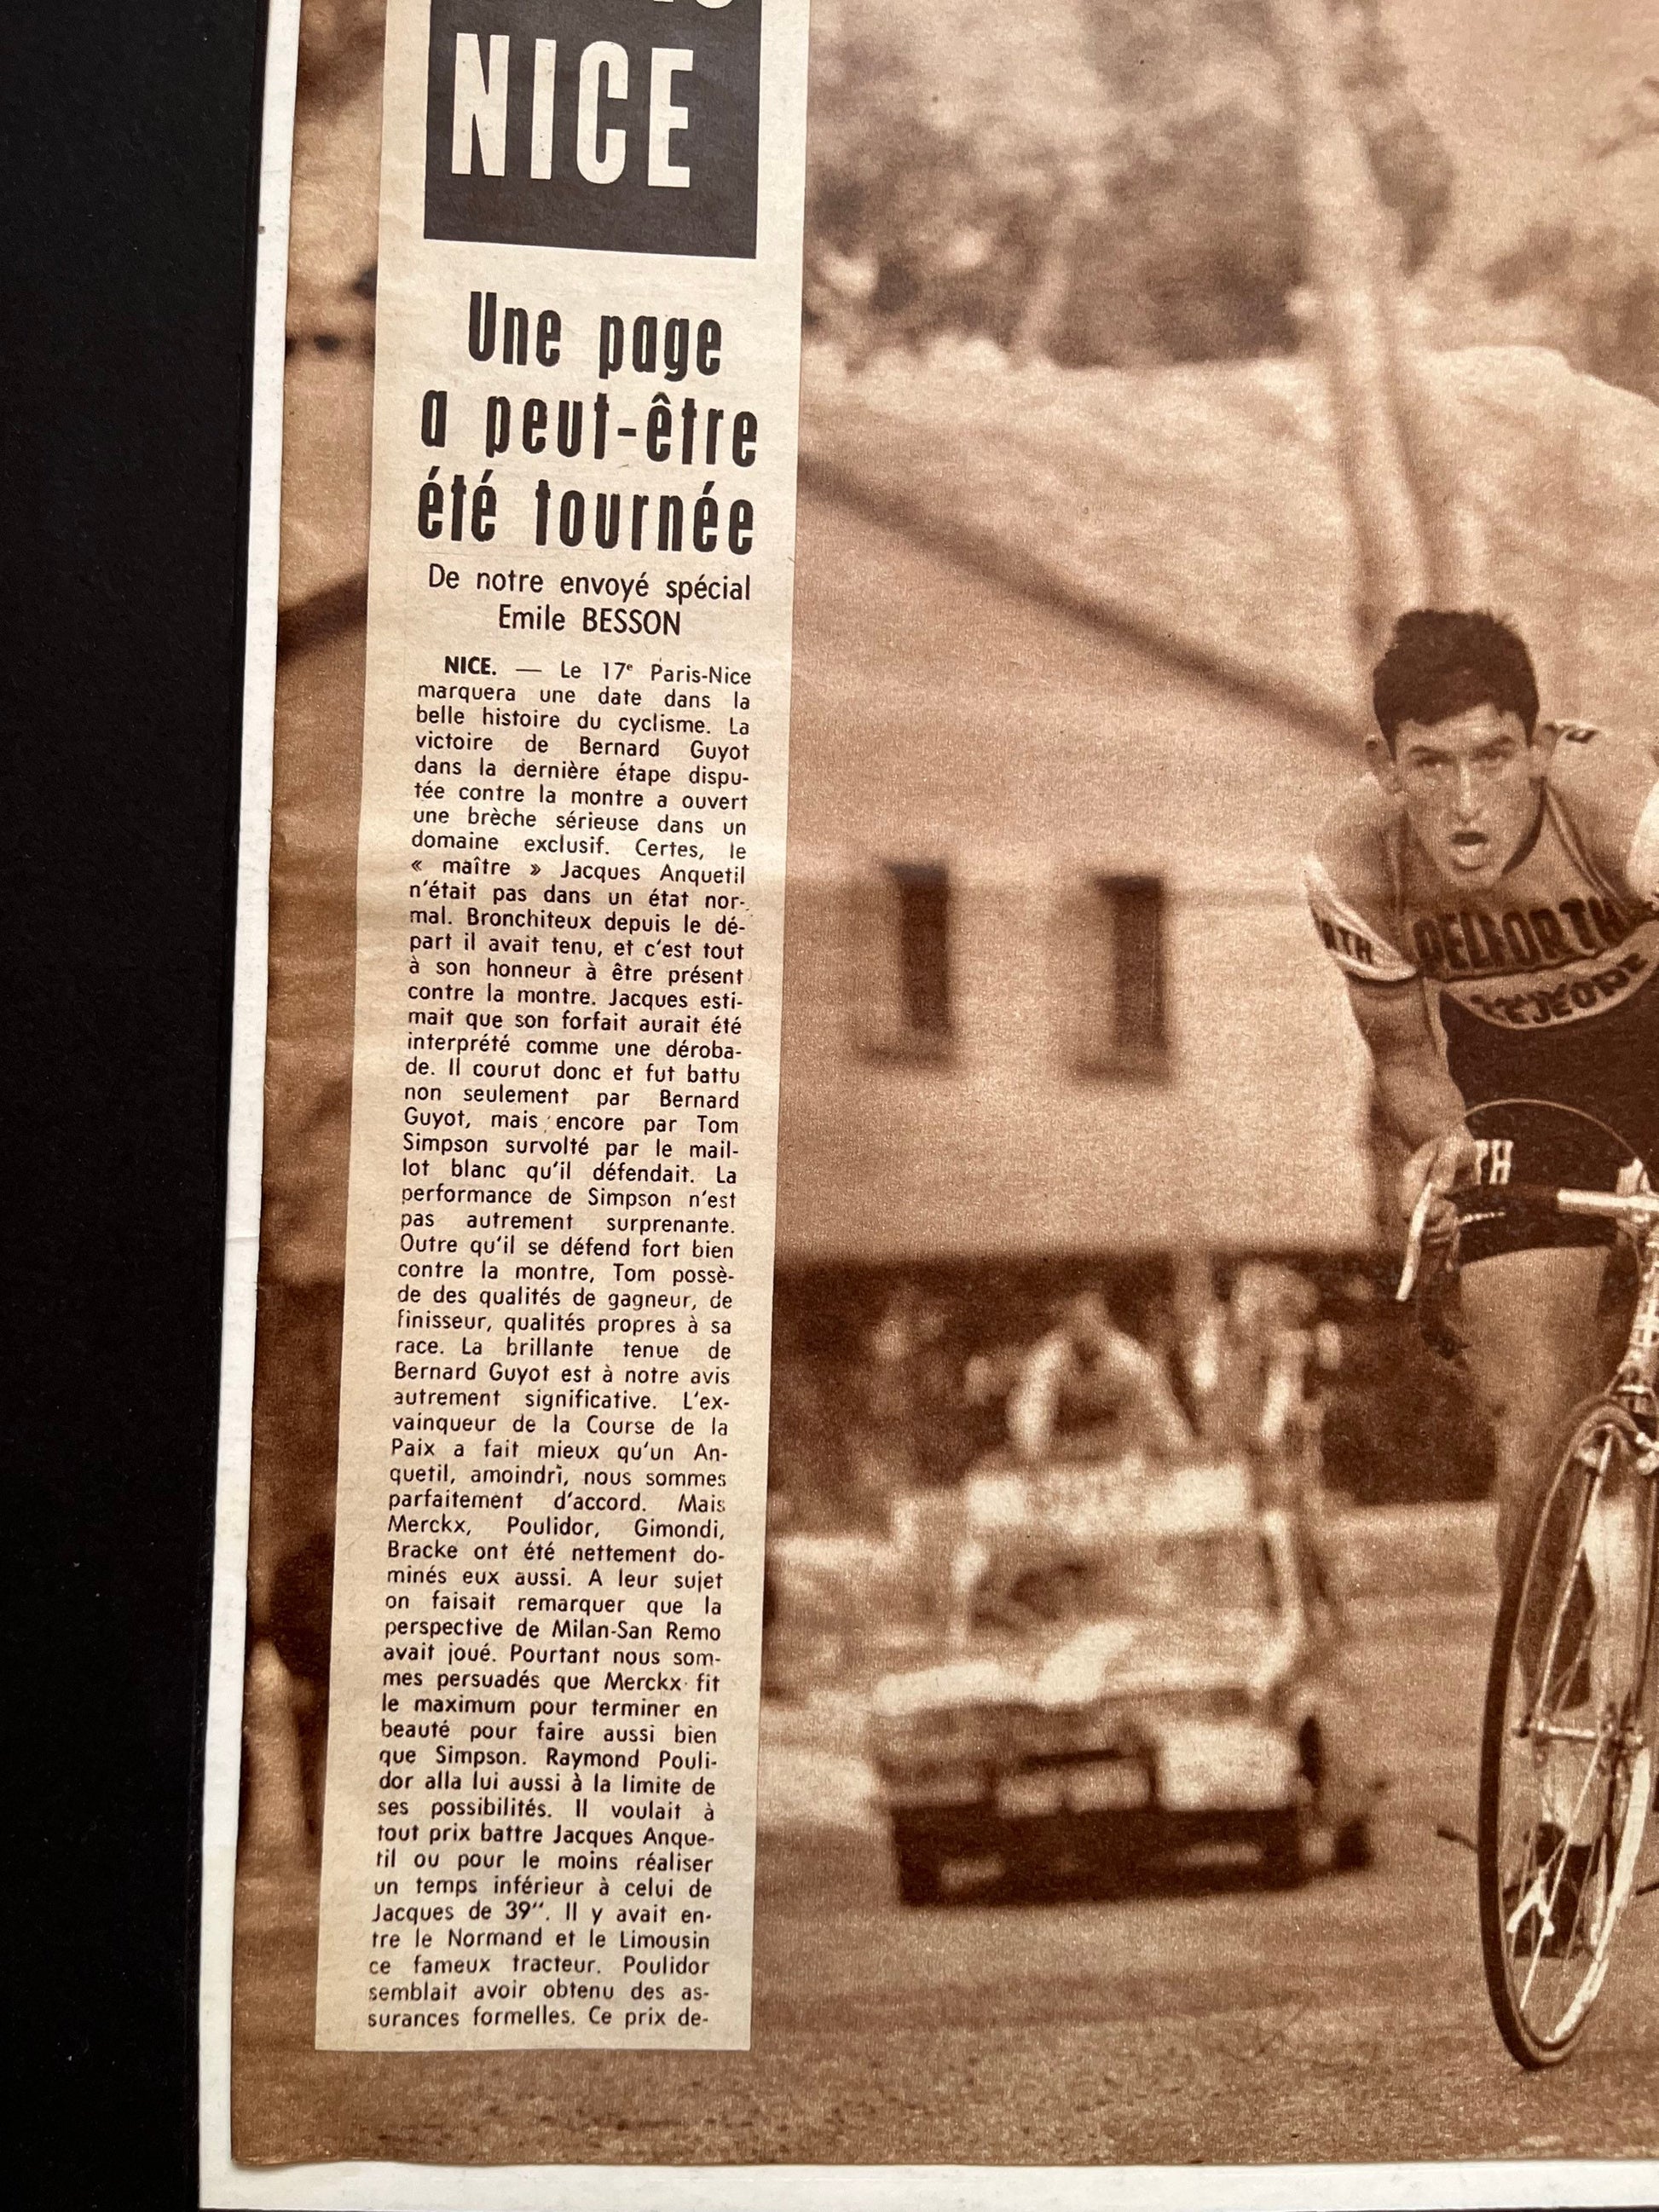 NICE
Une page
a peut-être
été tournée
De notre envoyé spécial
Emile BESSON
NICE. — Le 17e Paris-Nice
marquera une date dans la
belle histoire du cyclisme. La
victoire de Bernard Guyot
dans la dernière étape dispu-
tée contre la montre a ouvert
une brèche sérieuse dans un
domaine exclusif. Certes, le
« maître » Jacques Anquetil
n'était pas dans un état nor-
mal. Bronchiteux depuis le dé-
part il avait tenu, et c'est tout
à son honneur à être présent
contre la montre. Jacques esti-
mait que son forfait aurait été
interprété comme une déroba-
de. Il courut donc et fut battu
non seulement par Bernard
Guyot, mais encore par Tom
Simpson survolté par le mail-
lot blanc qu'il défendait. La
performance de Simpson n'est
pas autrement surprenante.
Outre qu'il se défend fort bien
contre la montre, Tom possè-
de des qualités de gagneur, de
finisseur, qualités propres à sa
race. La brillante tenue de
Bernard Guyot est à notre avis
autrement significative. L'ex-
vainqueur de la Course de la
Paix a fait mieux qu'un An-
quetil, amoindri, nous sommes
parfaitement d'accord. Mais
Merckx, Poulidor, Gimondi,
Bracke ont été nettement do-
minés eux aussi. A leur sujet
on faisait remarquer que la
perspective de Milan-San Remo
avait joué. Pourtant nous som-
mes persuadés que Merckx fit
le maximum pour terminer en
beauté pour faire aussi bien
que Simpson. Raymond Pouli-
dor alla lui aussi à la limite de
ses possibilités. Il voulait à
tout prix battre Jacques Anque-
til ou pour le moins réaliser
un temps inférieur à celui de
Jacques de 39". Il y avait en-
tre le Normand et le Limousin
ce fameux tracteur. Poulidor
semblait avoir obtenu des as-
surances formelles. Ce prix de-
PELFORTH
LEJEUNE
RTH
TH